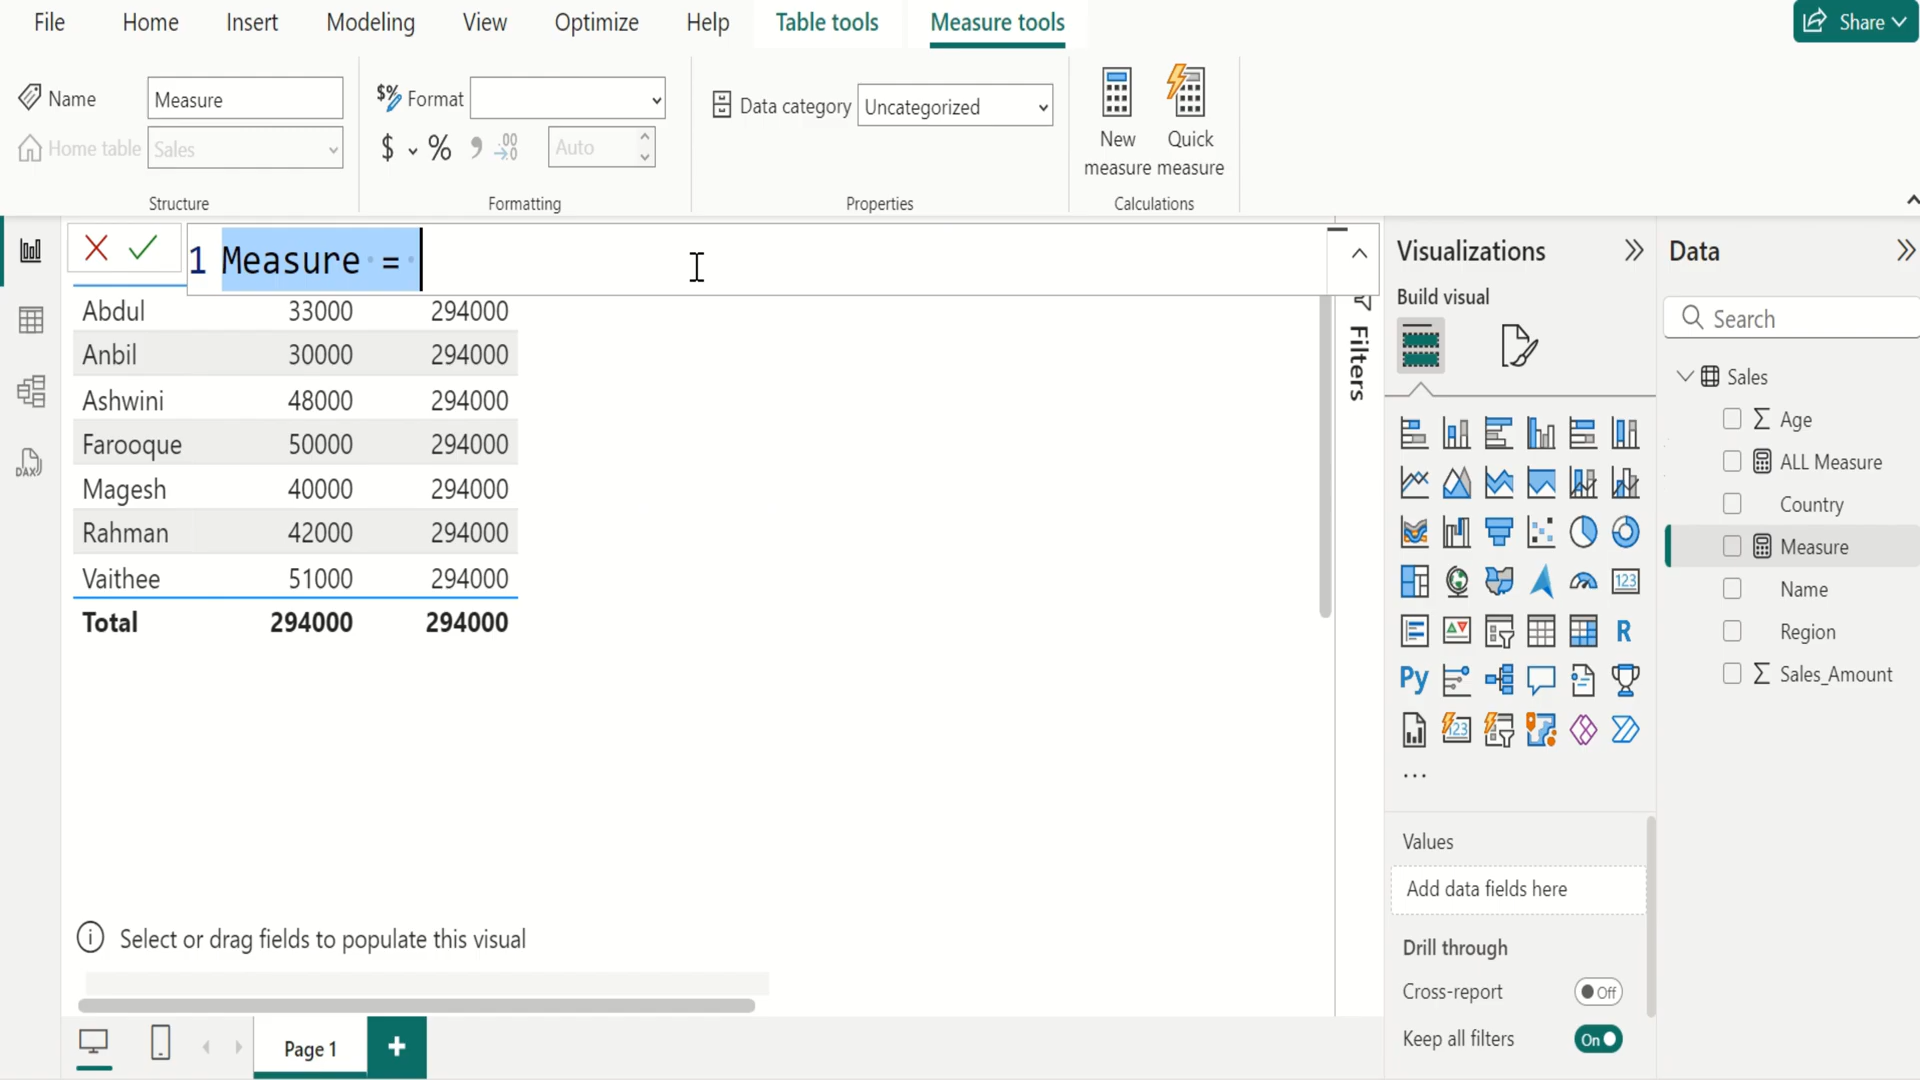 File Home Insert Modeling View Optimize Help Table tools Measure tools Share
Name Measure $% Format Data category Uncategorized
Home table Sales $ % , .00 Auto
New measure Quick measure
Structure Formatting Properties Calculations
1 Measure =
Abdul 33000 294000
Anbil 30000 294000
Ashwini 48000 294000
Farooque 50000 294000
Magesh 40000 294000
Rahman 42000 294000
Vaithee 51000 294000
Total 294000 294000
Select or drag fields to populate this visual
Page 1 +
DAX
Filters
Visualizations
Build visual
123
R
Py
123
...
Values
Add data fields here
Drill through
Cross-report Off
Keep all filters On
Data
Search
Sales
Σ Age
ALL Measure
Country
Measure
Name
Region
Σ Sales_Amount